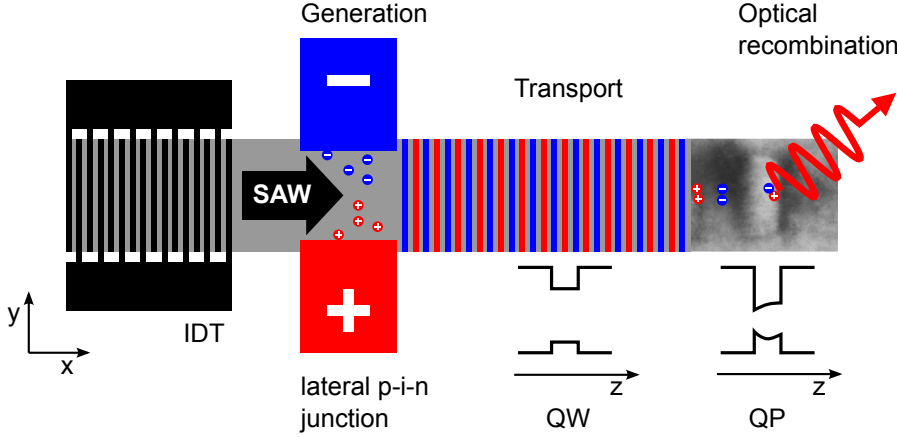 Generation
Optical
recombination
Transport
−
SAW
+
y
x
IDT
lateral p-i-n
junction
z
QW
z
QP